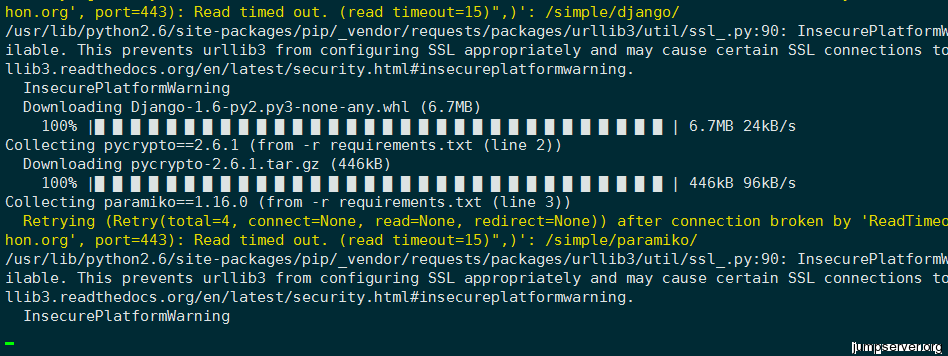 hon.org', port=443): Read timed out. (read timeout=15)",)': /simple/django/
/usr/lib/python2.6/site-packages/pip/_vendor/requests/packages/urllib3/util/ssl_.py:90: InsecurePlatformW
ilable. This prevents urllib3 from configuring SSL appropriately and may cause certain SSL connections to
llib3.readthedocs.org/en/latest/security.html#insecureplatformwarning.
InsecurePlatformWarning
Downloading Django-1.6-py2.py3-none-any.whl (6.7MB)
100% | | 6.7MB 24kB/s
Collecting pycrypto==2.6.1 (from -r requirements.txt (line 2))
Downloading pycrypto-2.6.1.tar.gz (446kB)
100% | | 446kB 96kB/s
Collecting paramiko==1.16.0 (from -r requirements.txt (line 3))
Retrying (Retry(total=4, connect=None, read=None, redirect=None)) after connection broken by 'ReadTimeo
hon.org', port=443): Read timed out. (read timeout=15)",)': /simple/paramiko/
/usr/lib/python2.6/site-packages/pip/_vendor/requests/packages/urllib3/util/ssl_.py:90: InsecurePlatformW
ilable. This prevents urllib3 from configuring SSL appropriately and may cause certain SSL connections to
llib3.readthedocs.org/en/latest/security.html#insecureplatformwarning.
InsecurePlatformWarning
jumpserver.org